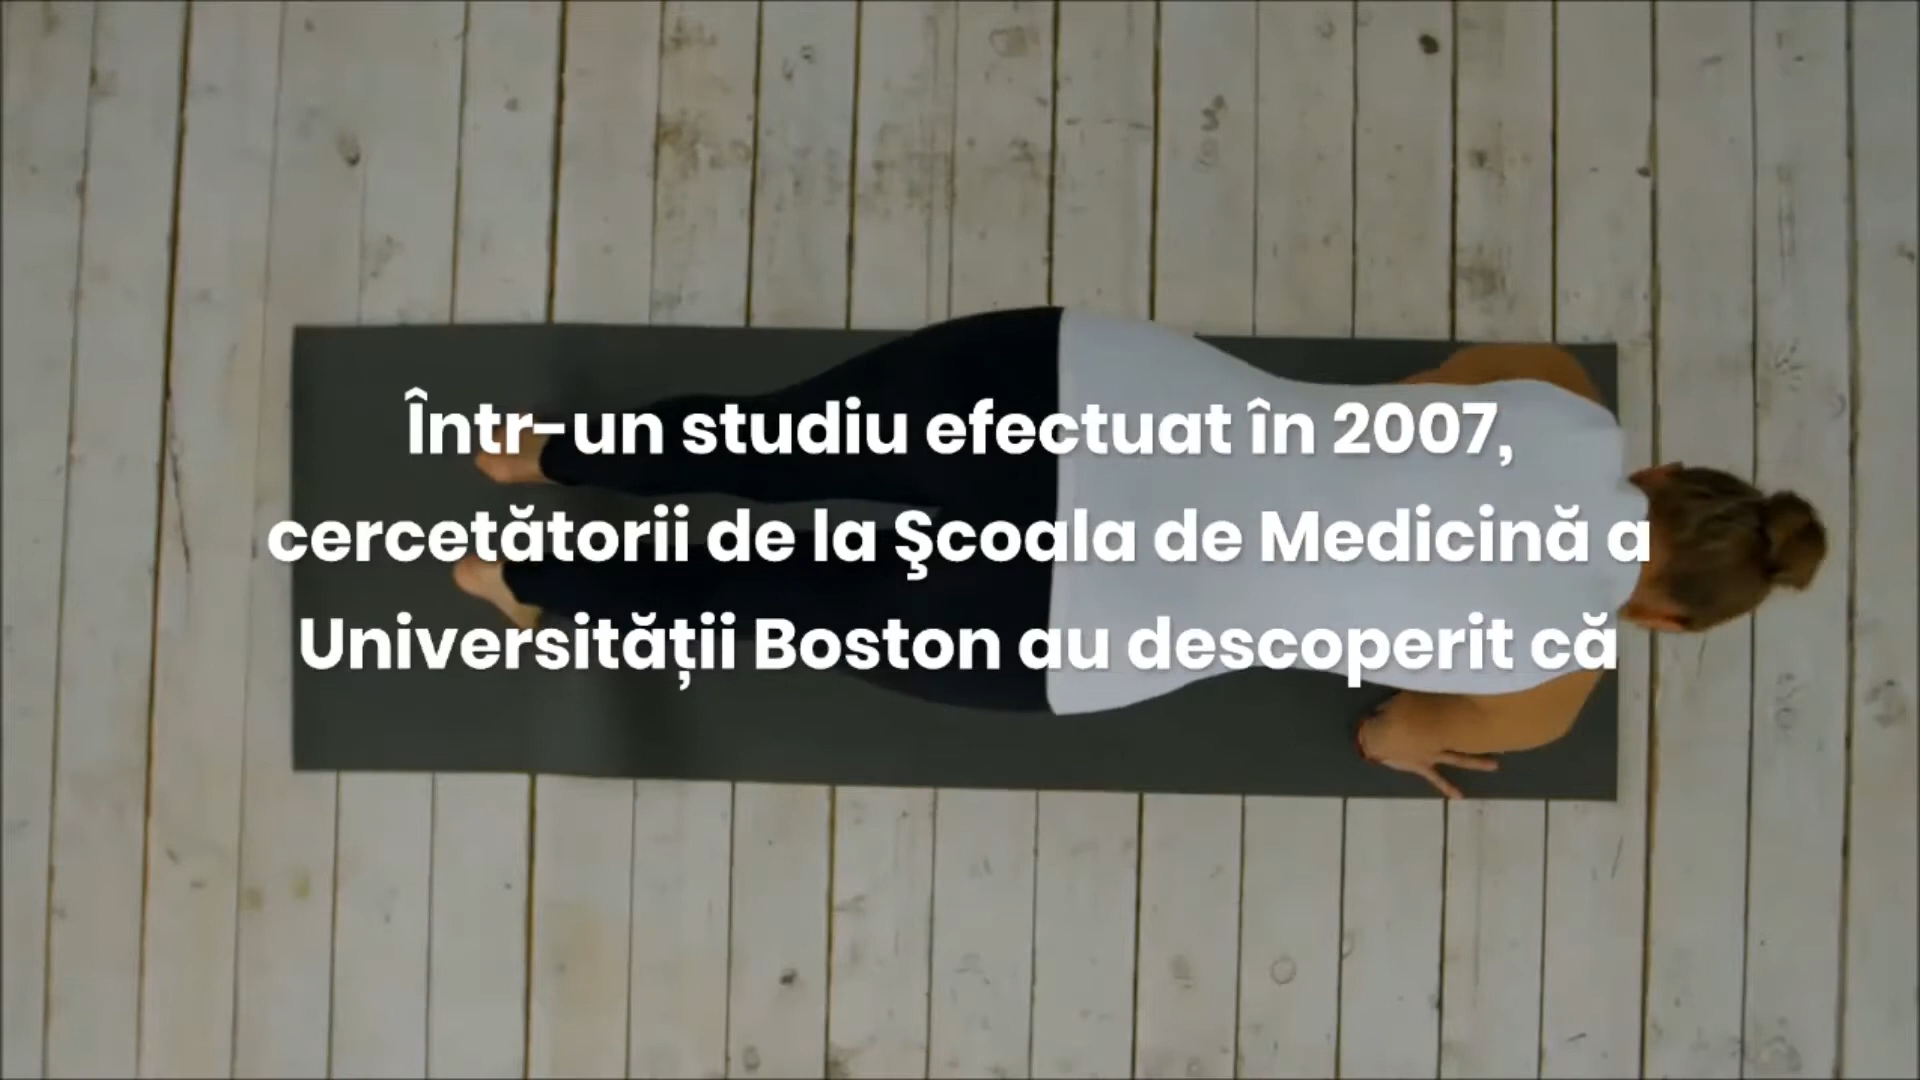 Într-un studiu efectuat în 2007,
cercetătorii de la Şcoala de Medicină a
Universității Boston au descoperit că